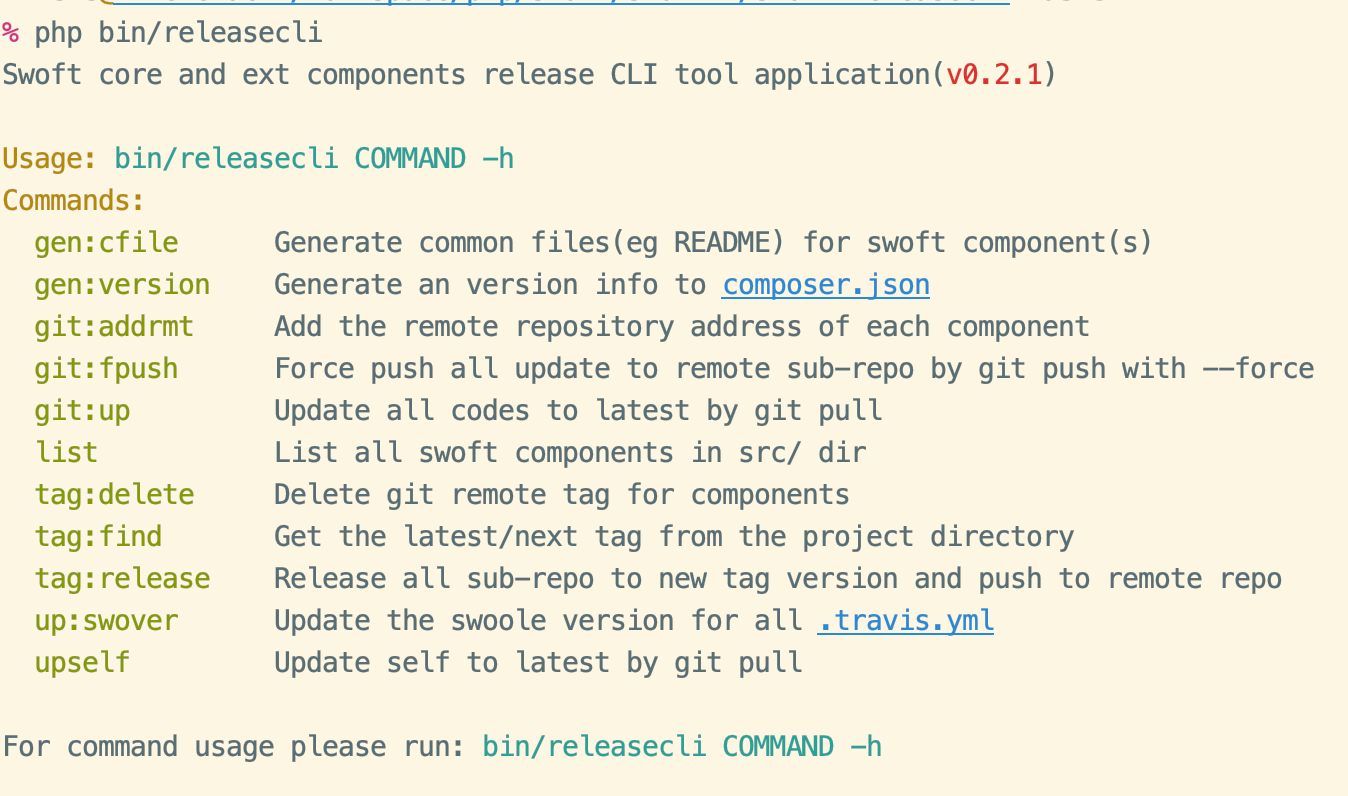 % php bin/releasecli
Swoft core and ext components release CLI tool application(v0.2.1)
Usage: bin/releasecli COMMAND -h
Commands:
gen:cfile Generate common files(eg README) for swoft component(s)
gen:version Generate an version info to composer.json
git:addrmt Add the remote repository address of each component
git:fpush Force push all update to remote sub-repo by git push with --force
git:up Update all codes to latest by git pull
list List all swoft components in src/ dir
tag:delete Delete git remote tag for components
tag:find Get the latest/next tag from the project directory
tag:release Release all sub-repo to new tag version and push to remote repo
up:swover Update the swoole version for all .travis.yml
upself Update self to latest by git pull
For command usage please run: bin/releasecli COMMAND -h